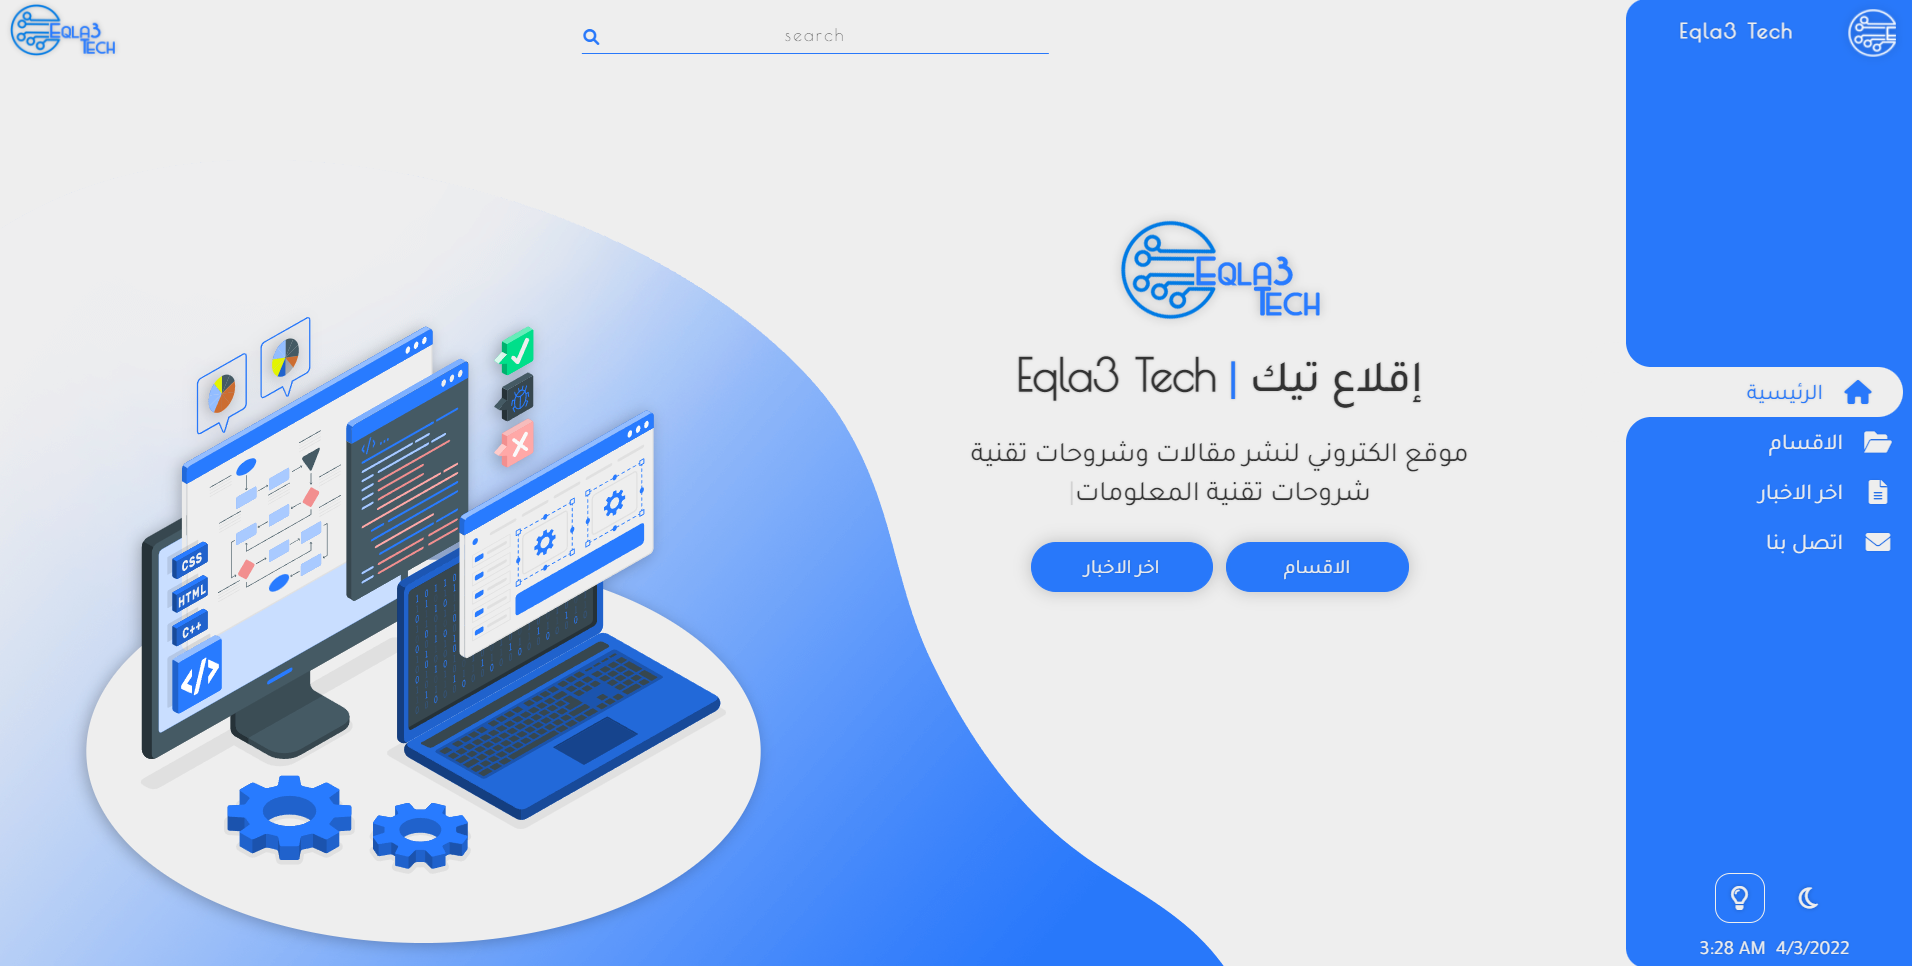 EQLA3
TECH
search
Eqla3 Tech
EQLA3
TECH
إقلاع تيك | Eqla3 Tech
موقع الكتروني لنشر مقالات وشروحات تقنية
شروحات تقنية المعلومات
الاقسام
اخر الاخبار
الرئيسية
الاقسام
اخر الاخبار
اتصل بنا
CSS
HTML
C++
</>
</>...
3:28 AM 4/3/2022